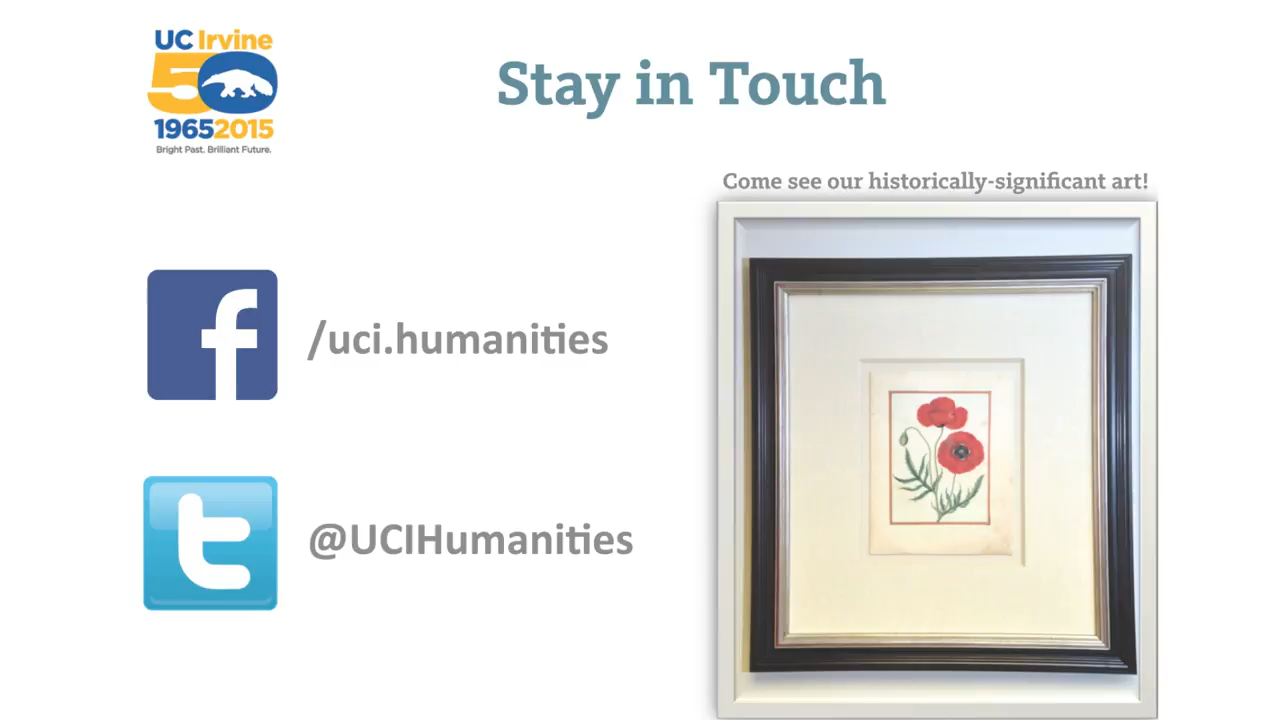 UC Irvine
50
1965 2015
Bright Past. Brilliant Future.
Stay in Touch
Come see our historically-significant art!
f /uci.humanities
t @UCIHumanities